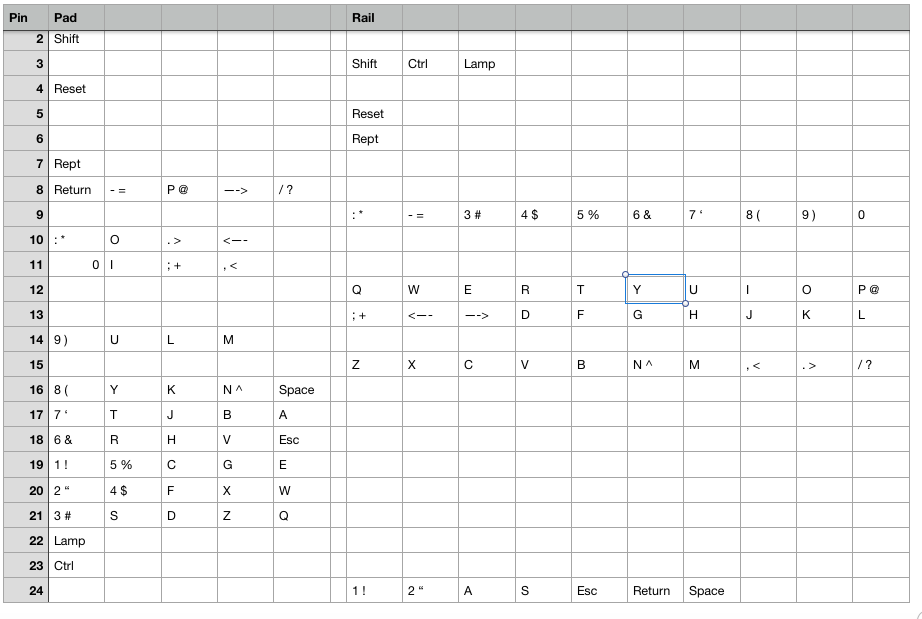 Pin Pad Rail
2 Shift
3 Shift Ctrl Lamp
4 Reset
5 Reset
6 Rept
7 Rept
8 Return - = P @ —-> / ?
9 : * - = 3 # 4 $ 5 % 6 & 7 ‘ 8 ( 9 ) 0
10 : * O . > <—-
11 0 I ; + , <
12 Q W E R T Y U I O P @
13 ; + <—- —-> D F G H J K L
14 9 ) U L M
15 Z X C V B N ^ M , < . > / ?
16 8 ( Y K N ^ Space
17 7 ‘ T J B A
18 6 & R H V Esc
19 1 ! 5 % C G E
20 2 “ 4 $ F X W
21 3 # S D Z Q
22 Lamp
23 Ctrl
24 1 ! 2 “ A S Esc Return Space